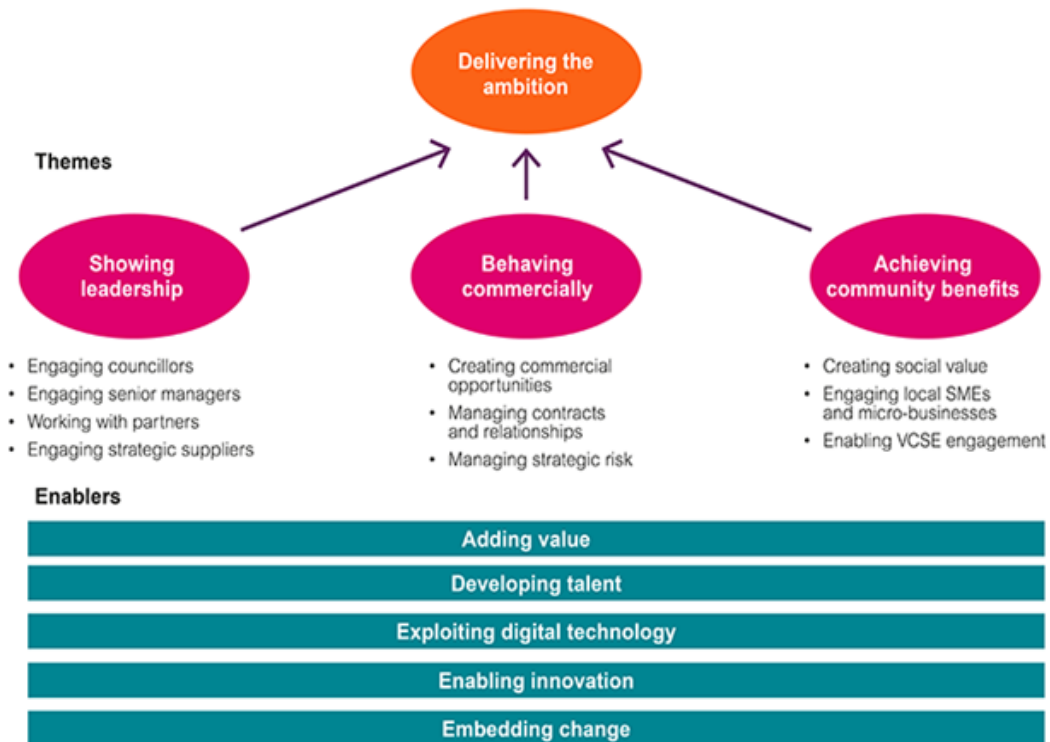 Delivering the
ambition
Themes
Showing
leadership
Behaving
commercially
Achieving
community benefits
• Engaging councillors
• Engaging senior managers
• Working with partners
• Engaging strategic suppliers
• Creating commercial
opportunities
• Managing contracts
and relationships
• Managing strategic risk
• Creating social value
• Engaging local SMEs
and micro-businesses
• Enabling VCSE engagement
Enablers
Adding value
Developing talent
Exploiting digital technology
Enabling innovation
Embedding change